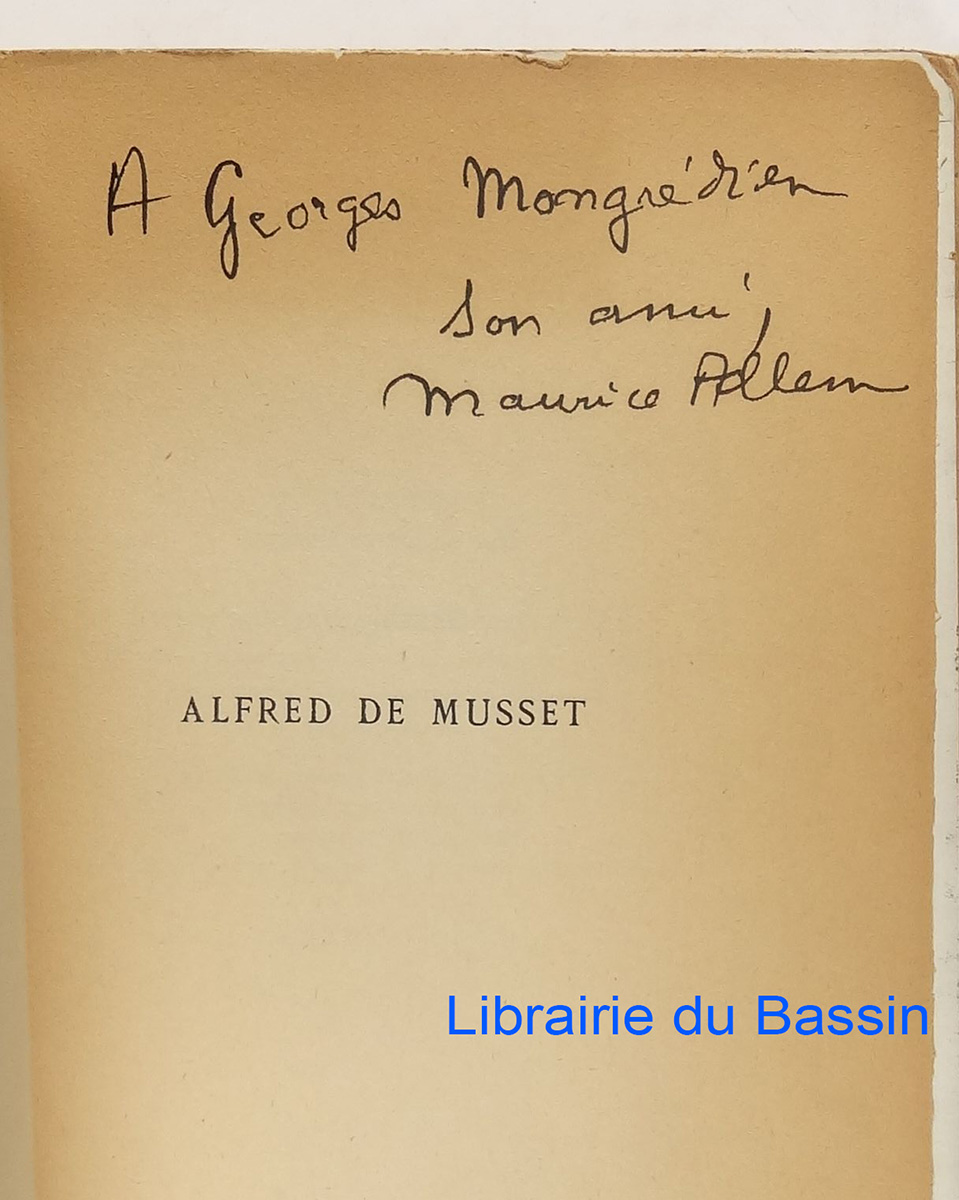 A Georges Mongrédien
son ami,
Maurice Allem
ALFRED DE MUSSET
Librairie du Bassin